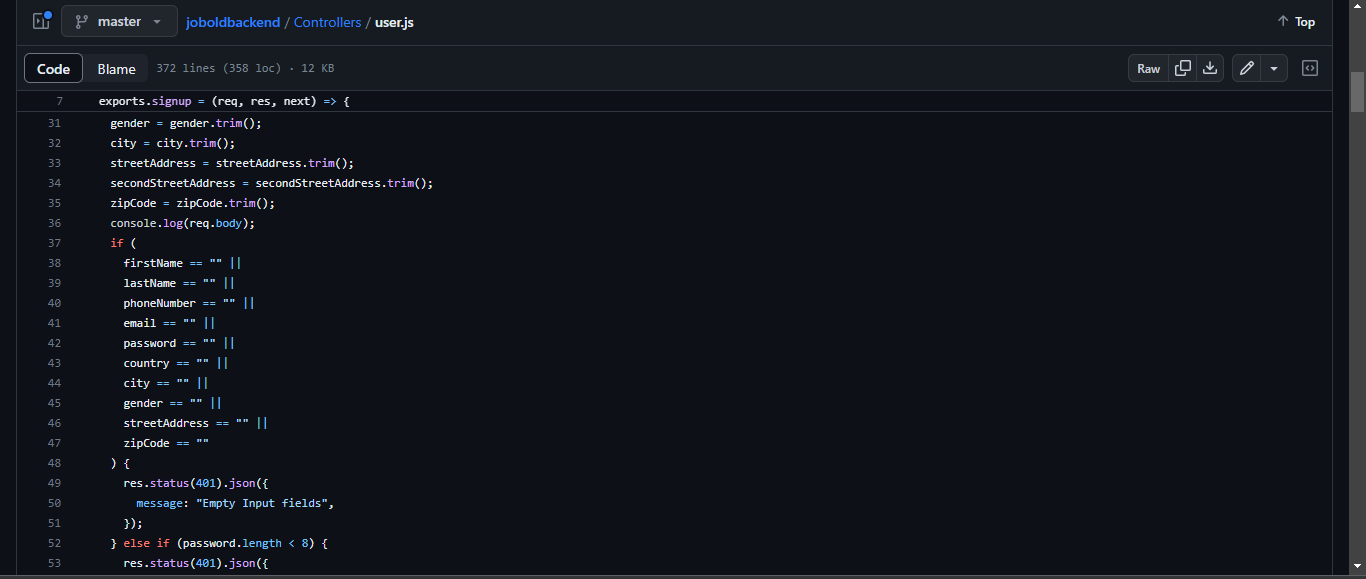 master joboldbackend / Controllers / user.js Top
Code Blame 372 lines (358 loc) · 12 KB Raw
7 exports.signup = (req, res, next) => {
31 gender = gender.trim();
32 city = city.trim();
33 streetAddress = streetAddress.trim();
34 secondStreetAddress = secondStreetAddress.trim();
35 zipCode = zipCode.trim();
36 console.log(req.body);
37 if (
38 firstName == "" ||
39 lastName == "" ||
40 phoneNumber == "" ||
41 email == "" ||
42 password == "" ||
43 country == "" ||
44 city == "" ||
45 gender == "" ||
46 streetAddress == "" ||
47 zipCode == ""
48 ) {
49 res.status(401).json({
50 message: "Empty Input fields",
51 });
52 } else if (password.length < 8) {
53 res.status(401).json({